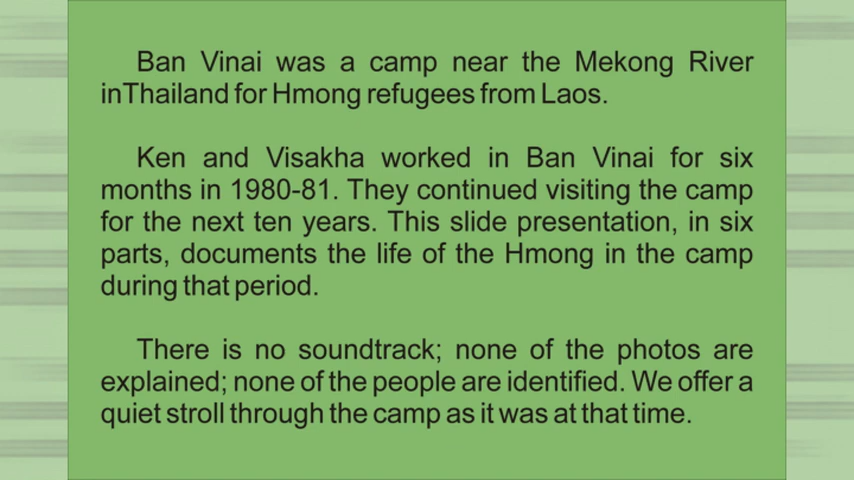 Ban Vinai was a camp near the Mekong River
inThailand for Hmong refugees from Laos.
Ken and Visakha worked in Ban Vinai for six
months in 1980-81. They continued visiting the camp
for the next ten years. This slide presentation, in six
parts, documents the life of the Hmong in the camp
during that period.
There is no soundtrack; none of the photos are
explained; none of the people are identified. We offer a
quiet stroll through the camp as it was at that time.